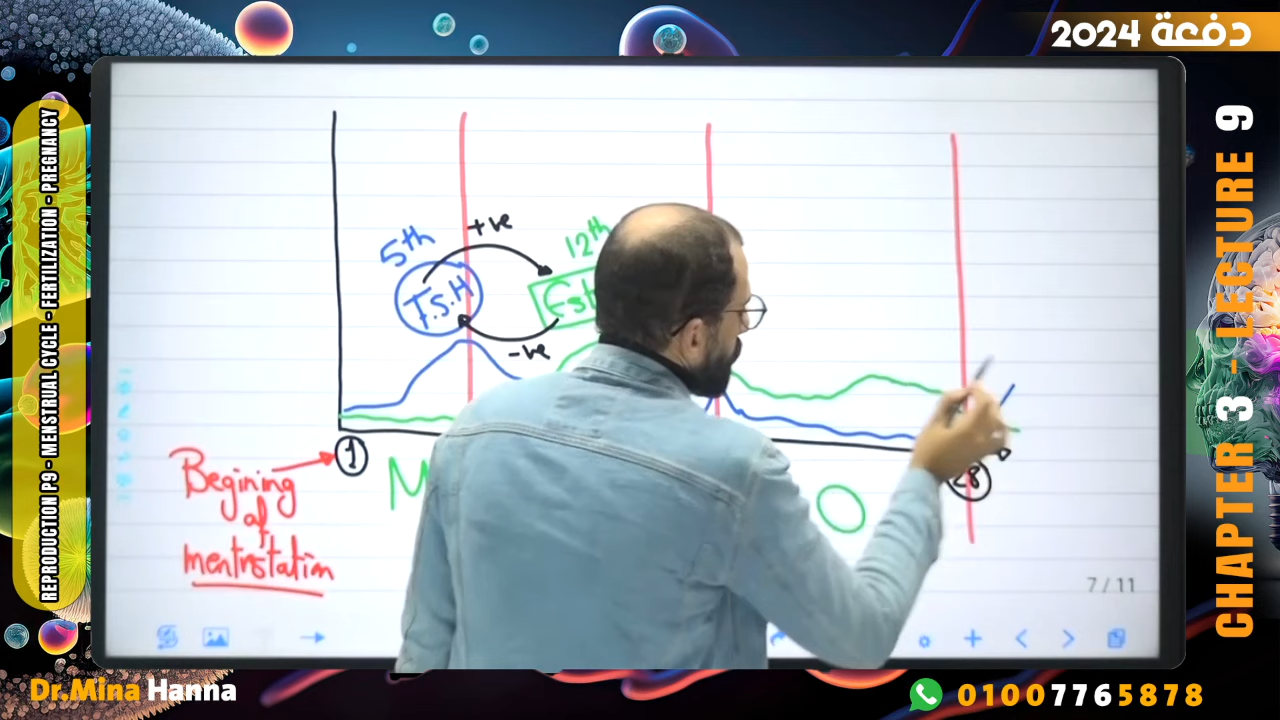 دفعة 2024
REPRODUCTION P9 - MENSTRUAL CYCLE - FERTILIZATION - PREGNANCY
CHAPTER 3 - LECTURE 9
+ve
5th
12th
F.S.H
-ve
1
28
Begining
of
mentrstation
M
O
7/11
Dr.Mina Hanna
01007765878